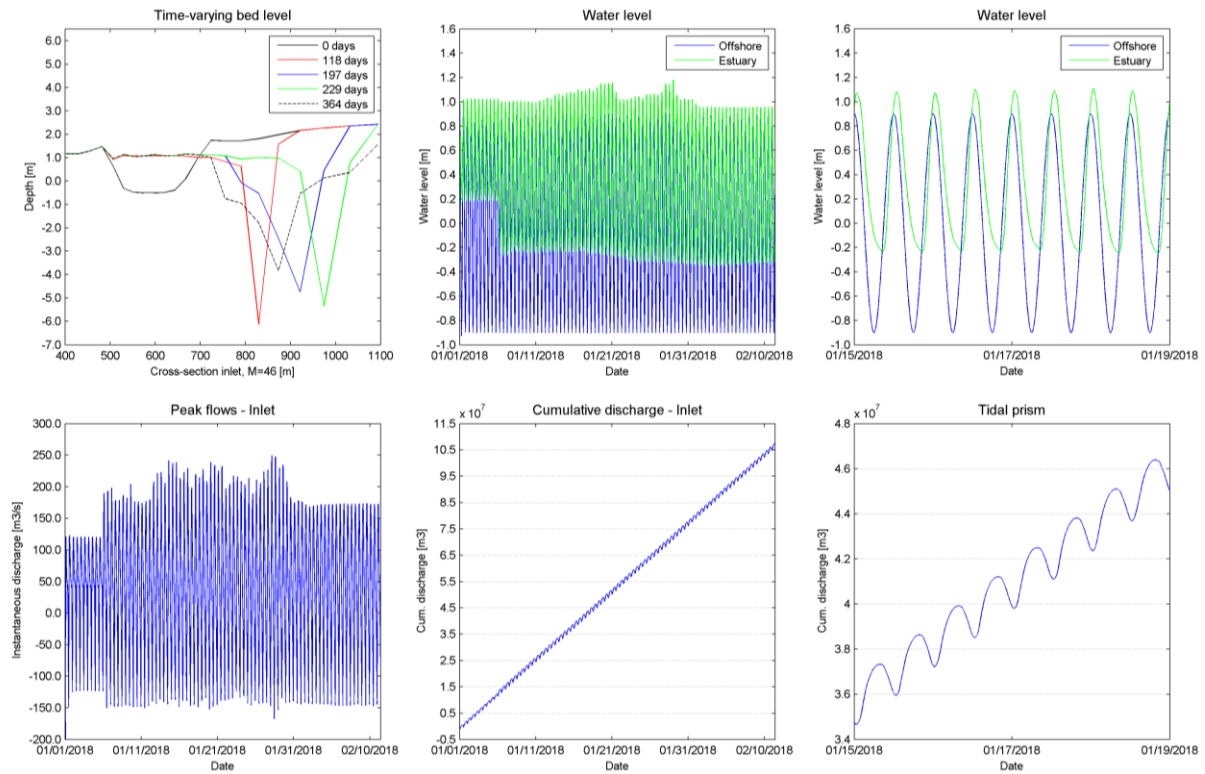 Time-varying bed level
6.0
5.0
4.0
3.0
2.0
1.0
0.0
-1.0
-2.0
-3.0
-4.0
-5.0
-6.0
-7.0
Depth [m]
0 days
118 days
197 days
229 days
364 days
400 500 600 700 800 900 1000 1100
Cross-section inlet, M=46 [m]
Water level
1.6
1.4
1.2
1.0
0.8
0.6
0.4
0.2
0.0
-0.2
-0.4
-0.6
-0.8
-1.0
Water level [m]
Offshore
Estuary
01/01/2018 01/11/2018 01/21/2018 01/31/2018 02/10/2018
Date
Water level
1.6
1.4
1.2
1.0
0.8
0.6
0.4
0.2
0.0
-0.2
-0.4
-0.6
-0.8
-1.0
Water level [m]
Offshore
Estuary
01/15/2018 01/17/2018 01/19/2018
Date
Peak flows - Inlet
300.0
250.0
200.0
150.0
100.0
50.0
0.0
-50.0
-100.0
-150.0
-200.0
Instantaneous discharge [m3/s]
01/01/2018 01/11/2018 01/21/2018 01/31/2018 02/10/2018
Date
Cumulative discharge - Inlet
x 10^7
11.5
10.5
9.5
8.5
7.5
6.5
5.5
4.5
3.5
2.5
1.5
0.5
-0.5
Cum. discharge [m3]
01/01/2018 01/11/2018 01/21/2018 01/31/2018 02/10/2018
Date
Tidal prism
x 10^7
4.8
4.6
4.4
4.2
4
3.8
3.6
3.4
Cum. discharge [m3]
01/15/2018 01/17/2018 01/19/2018
Date